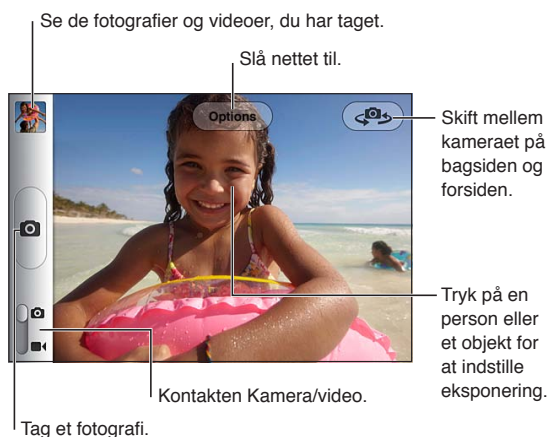 Se de fotografier og videoer, du har taget.
Slå nettet til.
Options
Skift mellem
kameraet på
bagsiden og
forsiden.
Tryk på en
person eller
et objekt for
at indstille
eksponering.
Kontakten Kamera/video.
Tag et fotografi.